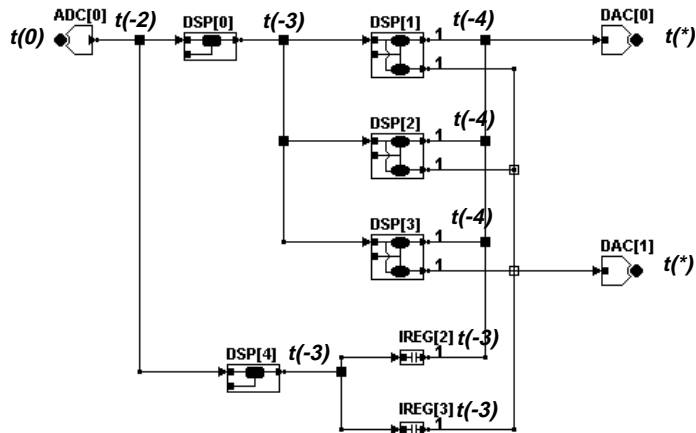 ADC[0] t(-2) DSP[0] t(-3) DSP[1] t(-4) DAC[0]
t(0) 1 t(*)
1
DSP[2] t(-4)
1
1
DSP[3] t(-4)
1 DAC[1]
1 t(*)
DSP[4] t(-3) IREG[2] t(-3)
1
IREG[3] t(-3)
1